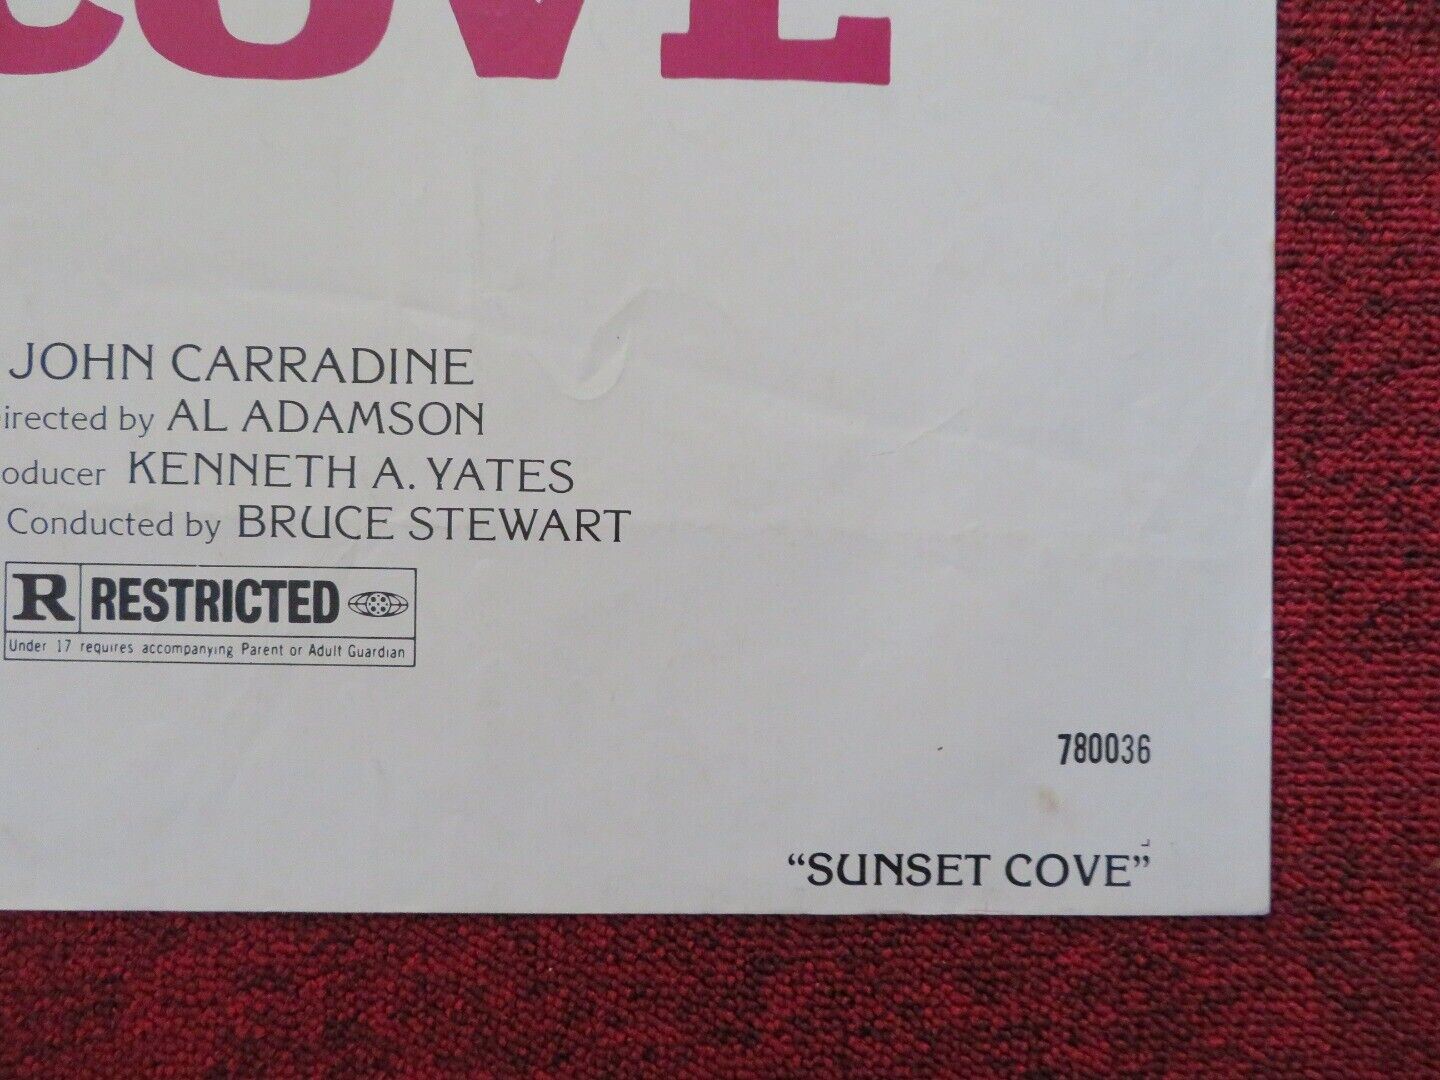 COVE
JOHN CARRADINE
irected by AL ADAMSON
oducer KENNETH A. YATES
Conducted by BRUCE STEWART
R RESTRICTED
Under 17 requires accompanying Parent or Adult Guardian
780036
“SUNSET COVE”